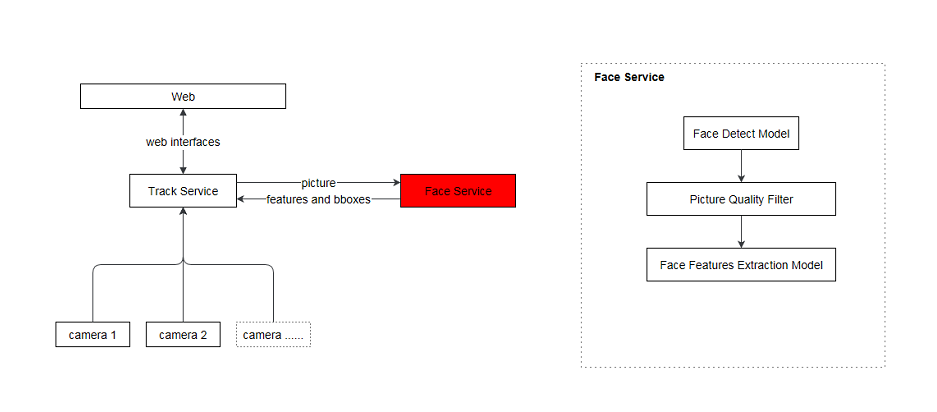 Web
web interfaces
Track Service
picture
features and bboxes
Face Service
camera 1
camera 2
camera ......
Face Service
Face Detect Model
Picture Quality Filter
Face Features Extraction Model